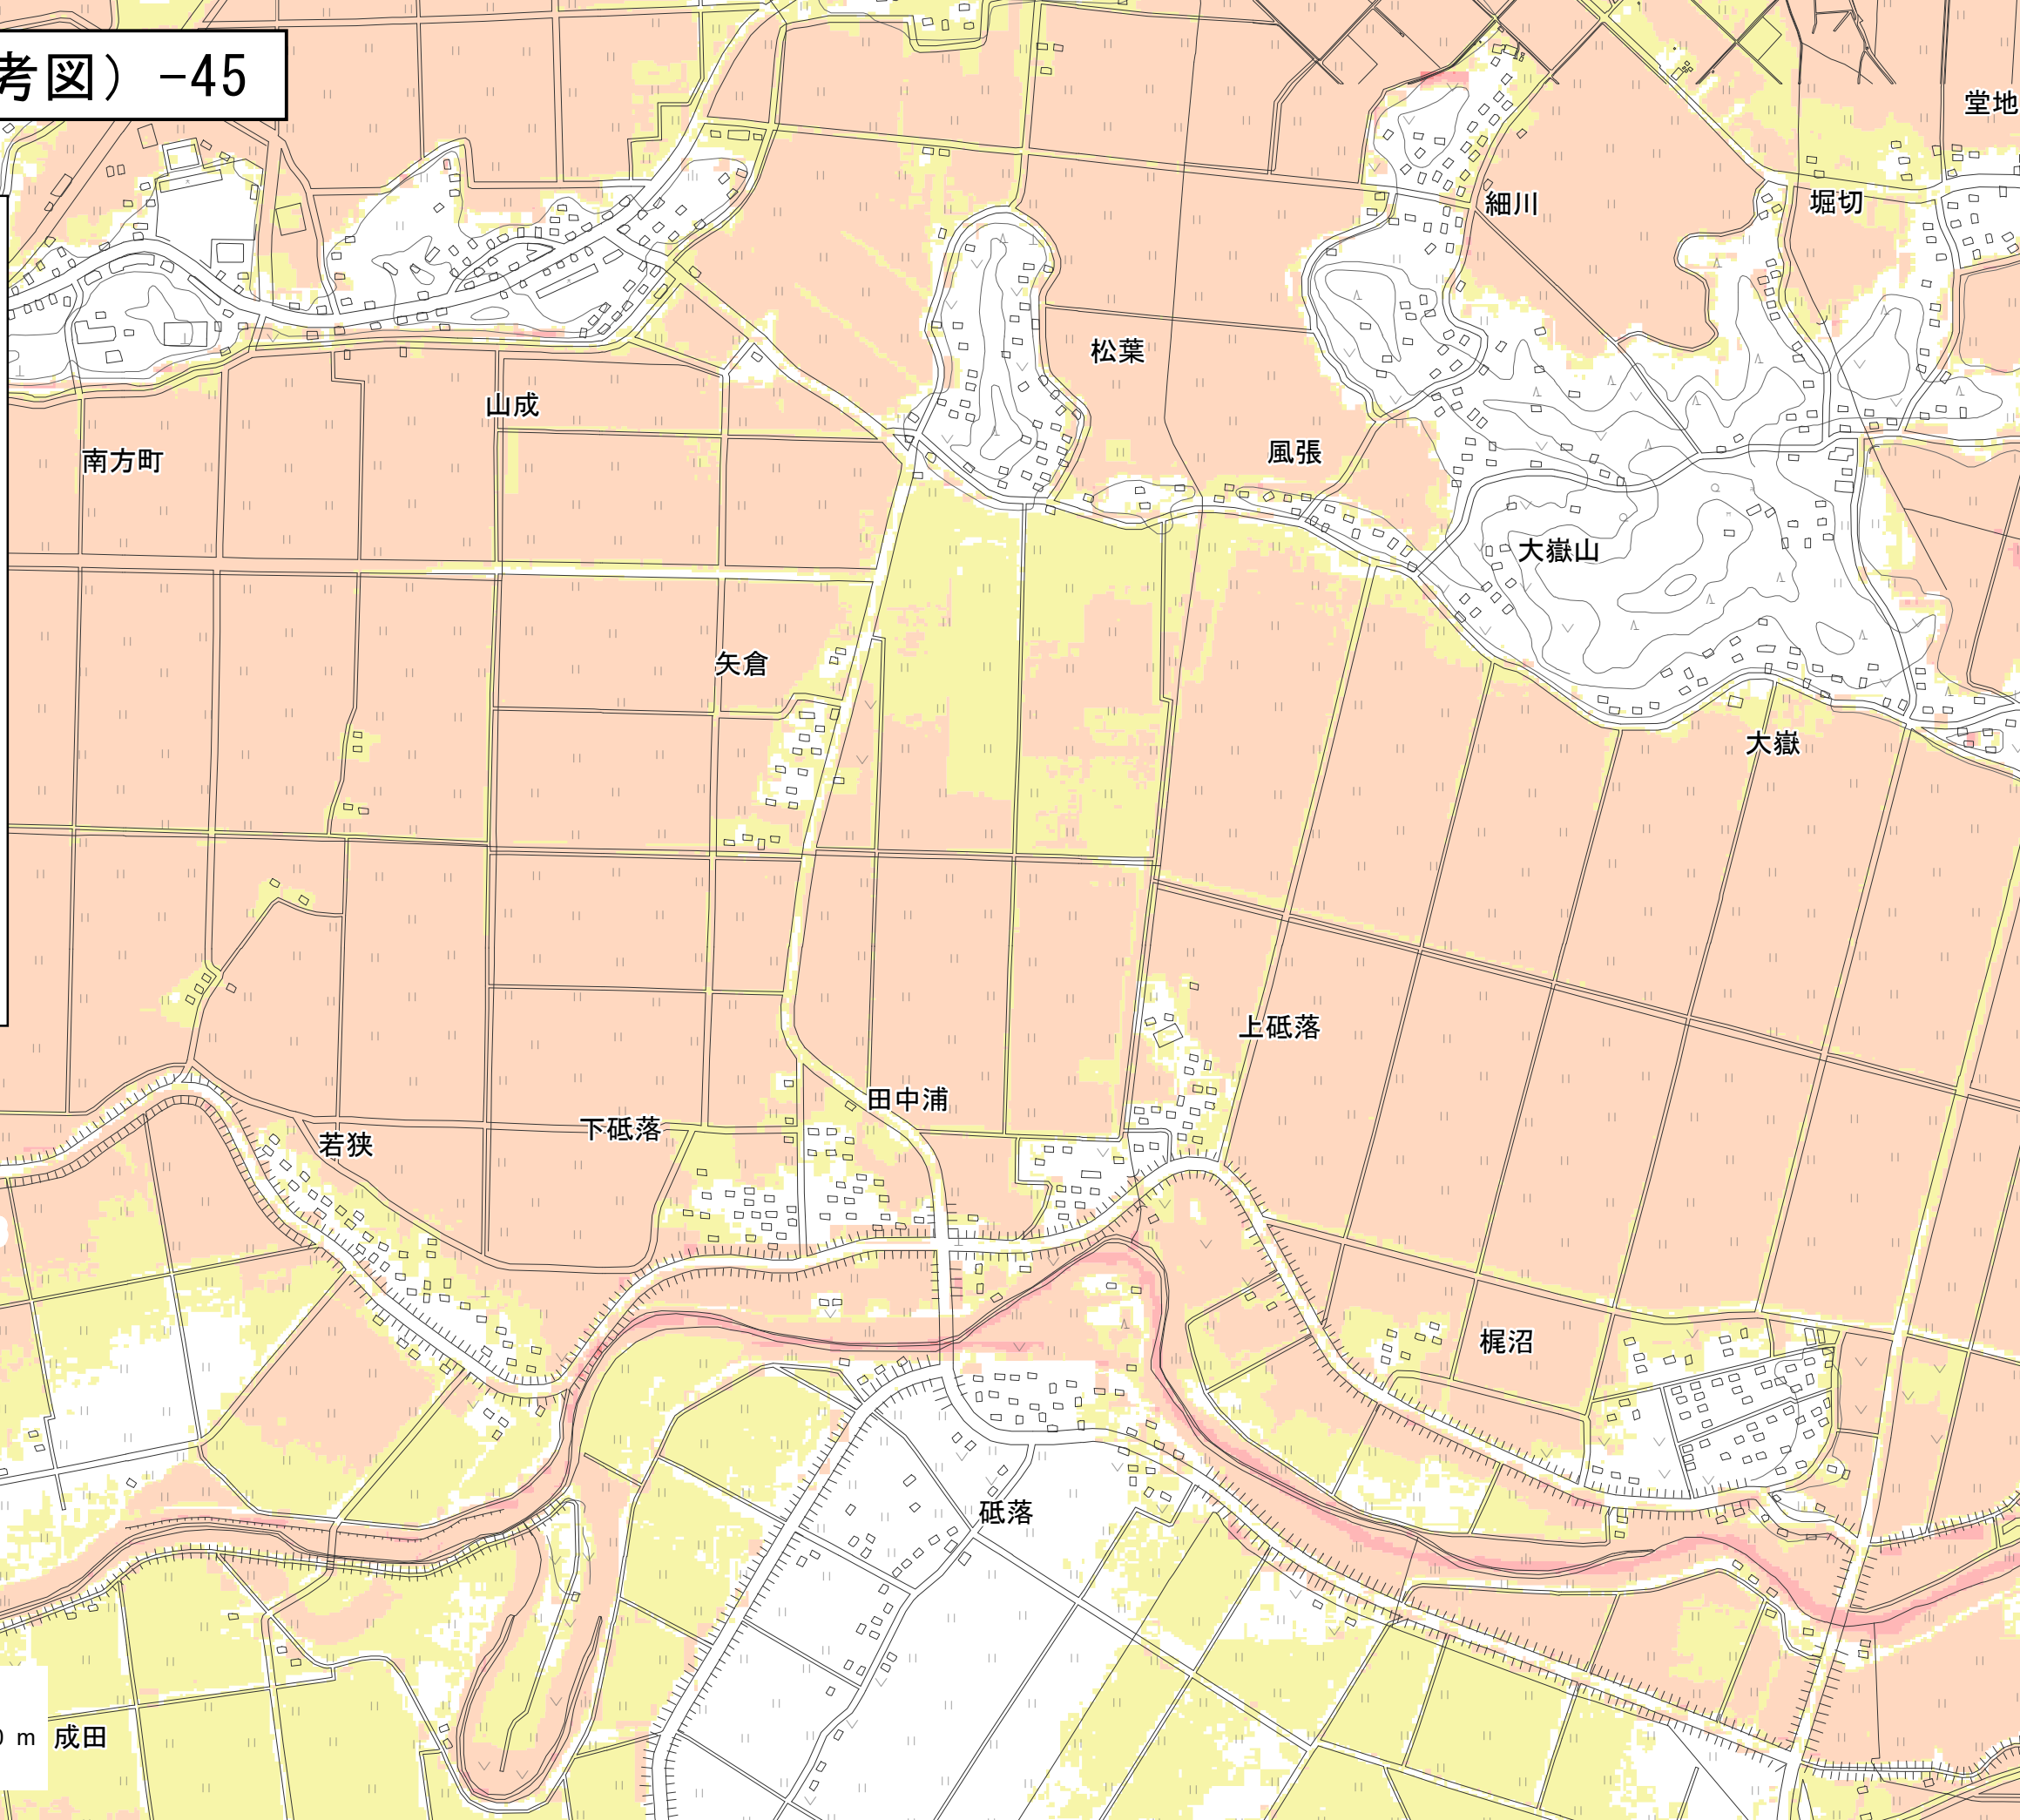 考図）-45
堂地
細川
堀切
松葉
山成
風張
南方町
大嶽山
矢倉
大嶽
上砥落
田中浦
下砥落
若狭
梶沼
砥落
0 m
成田